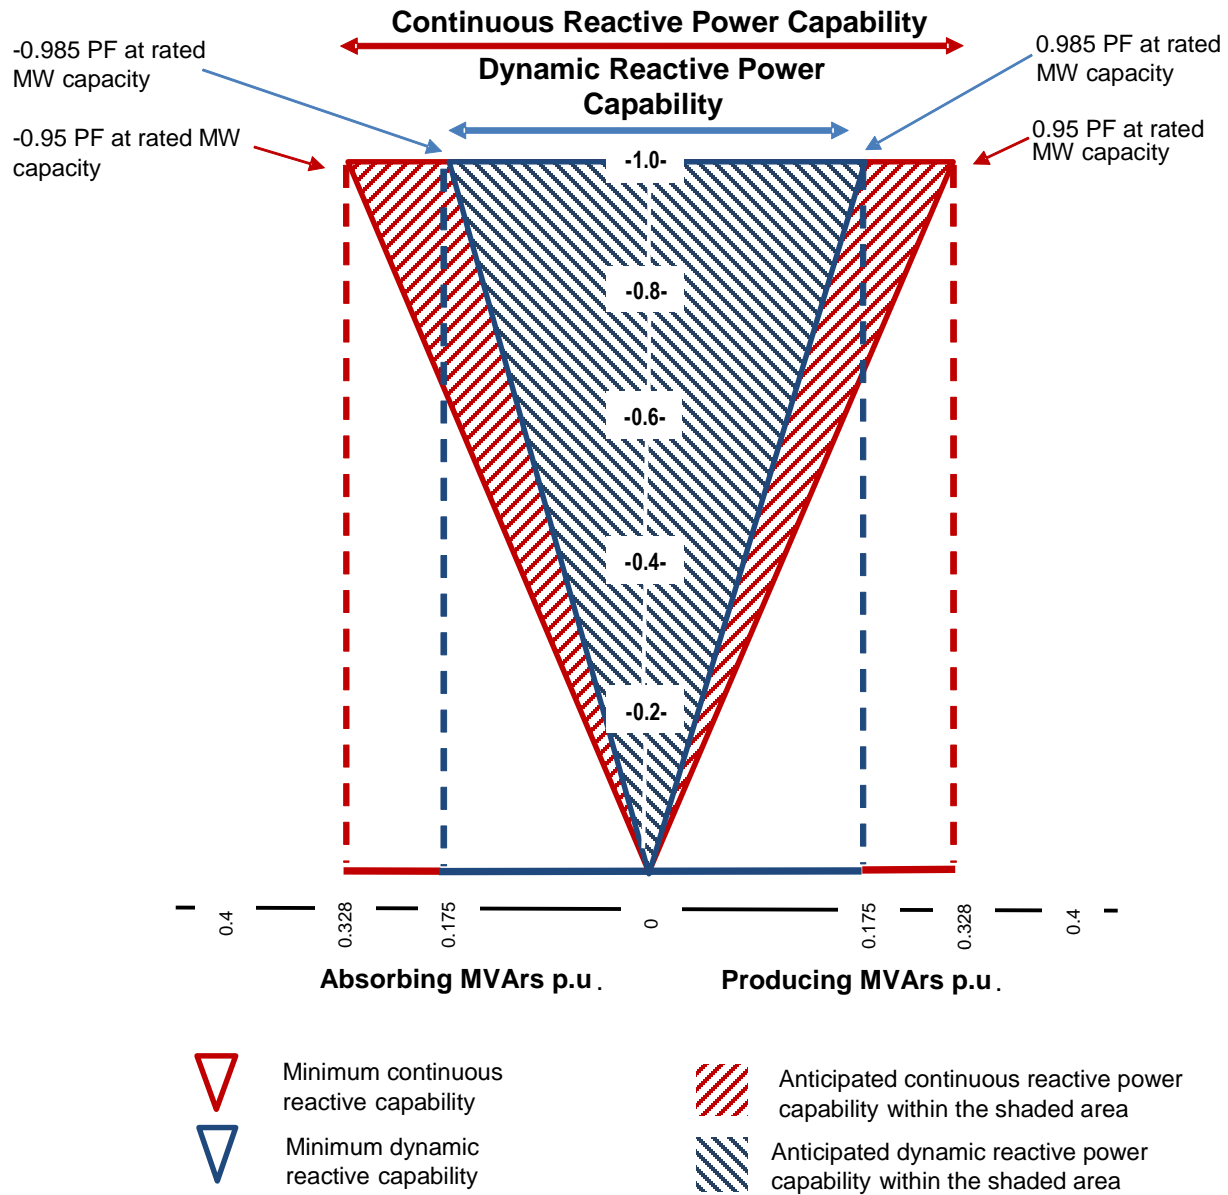 Continuous Reactive Power Capability
-0.985 PF at rated
MW capacity
0.985 PF at rated
MW capacity
Dynamic Reactive Power
Capability
-0.95 PF at rated MW
capacity
0.95 PF at rated
MW capacity
-1.0-
-0.8-
-0.6-
-0.4-
-0.2-
0.4
0.328
0.175
0
0.175
0.328
0.4
Absorbing MVArs p.u.
Producing MVArs p.u.
Minimum continuous
reactive capability
Anticipated continuous reactive power
capability within the shaded area
Minimum dynamic
reactive capability
Anticipated dynamic reactive power
capability within the shaded area